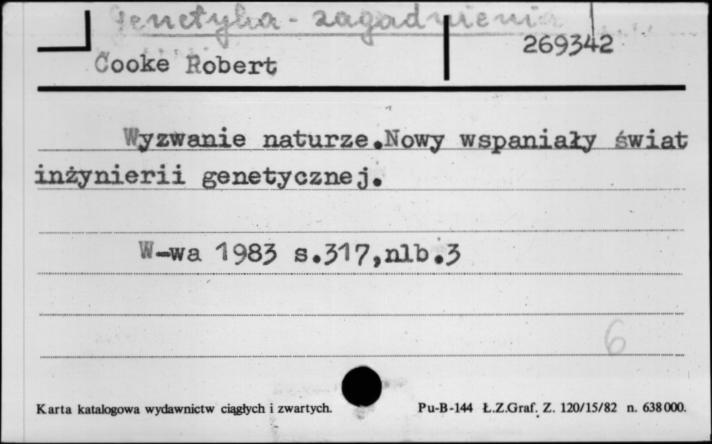 Genetyka - zagadnienia
269342
Cooke Robert
Wyzwanie naturze.Nowy wspaniały świat
inżynierii genetycznej.
W-wa 1983 s.317,nlb.3
6
Karta katalogowa wydawnictw ciągłych i zwartych. Pu-B-144 Ł.Z.Graf. Z. 120/15/82 n. 638000.